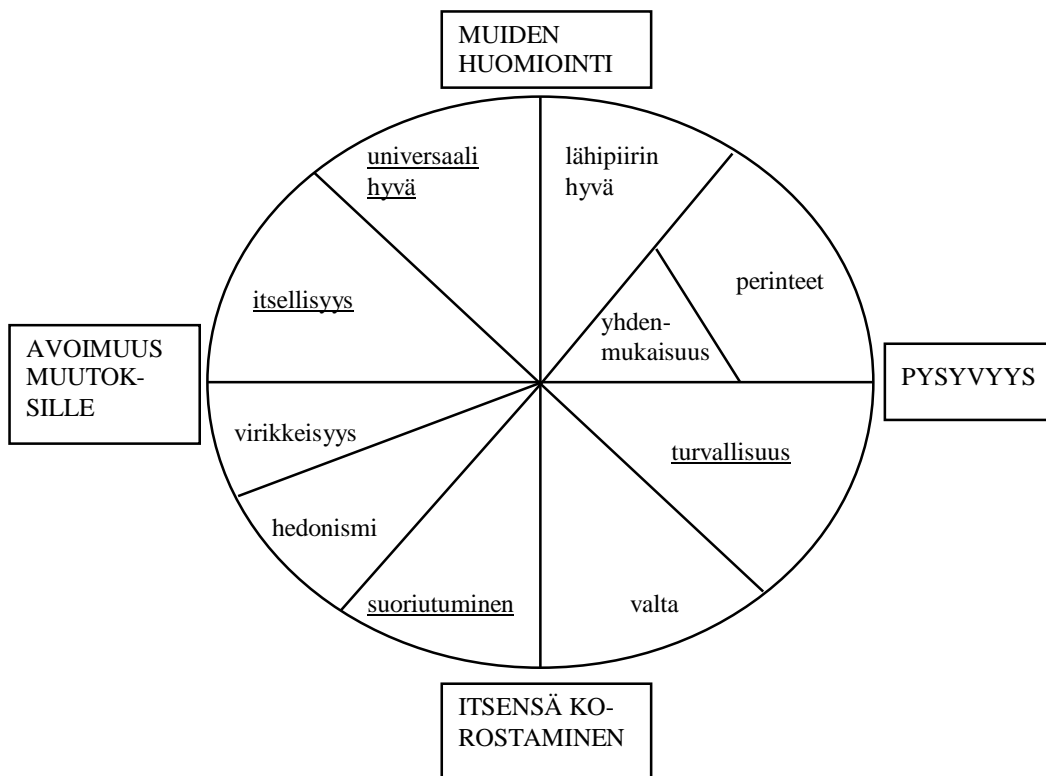 MUIDEN
HUOMIOINTI
universaali
hyvä
lähipiirin
hyvä
perinteet
itsellisyys
yhden-
mukaisuus
AVOIMUUS
MUUTOK-
SILLE
PYSYVYYS
virikkeisyys
turvallisuus
hedonismi
suoriutuminen
valta
ITSENSÄ KO-
ROSTAMINEN